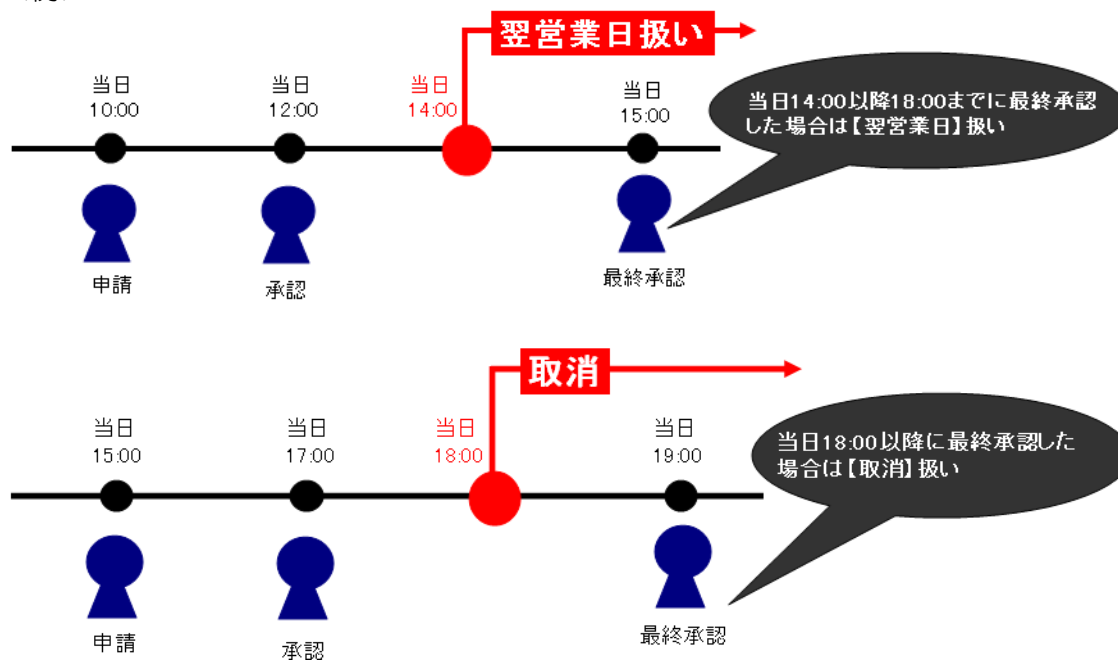 翌営業日扱い
当日
10:00
当日
12:00
当日
14:00
当日
15:00
当日14:00以降18:00までに最終承認
した場合は【翌営業日】扱い
申請
承認
最終承認
取消
当日
15:00
当日
17:00
当日
18:00
当日
19:00
当日18:00以降に最終承認した
場合は【取消】扱い
申請
承認
最終承認